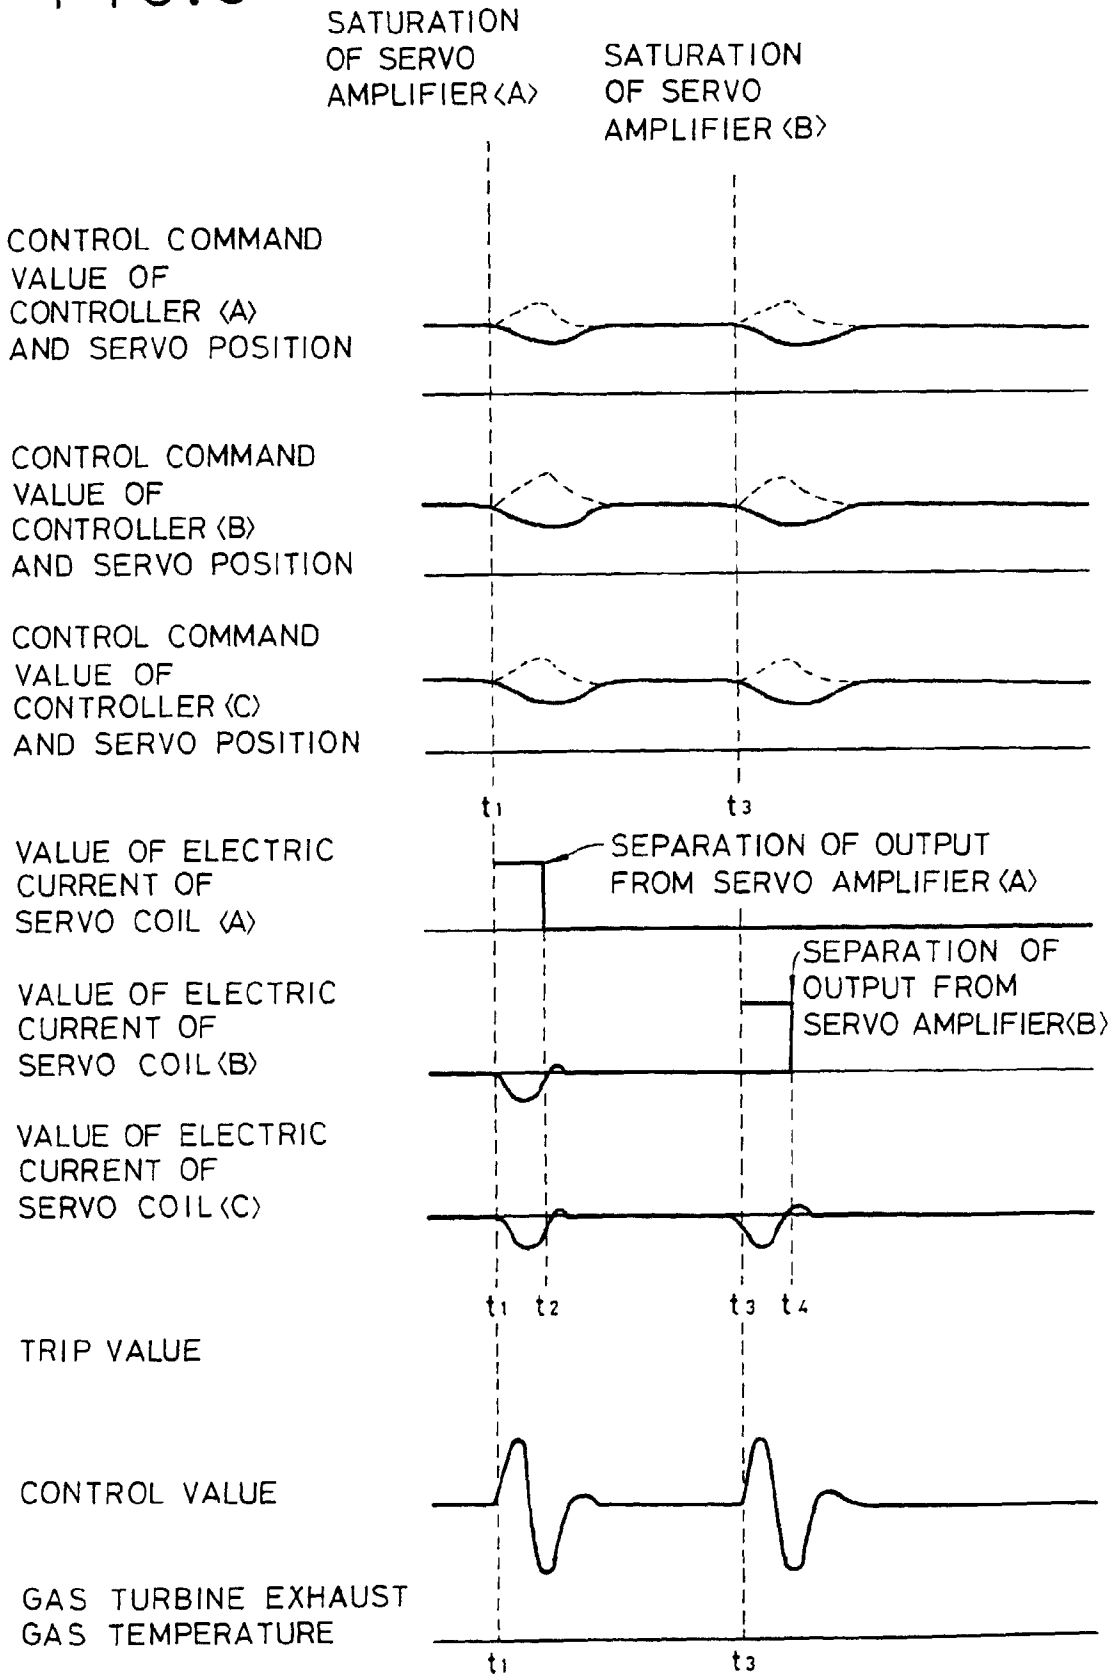 SATURATION
OF SERVO
AMPLIFIER〈A〉
SATURATION
OF SERVO
AMPLIFIER〈B〉
CONTROL COMMAND
VALUE OF
CONTROLLER〈A〉
AND SERVO POSITION
CONTROL COMMAND
VALUE OF
CONTROLLER〈B〉
AND SERVO POSITION
CONTROL COMMAND
VALUE OF
CONTROLLER〈C〉
AND SERVO POSITION
t1 t3
VALUE OF ELECTRIC
CURRENT OF
SERVO COIL〈A〉
SEPARATION OF OUTPUT
FROM SERVO AMPLIFIER〈A〉
VALUE OF ELECTRIC
CURRENT OF
SERVO COIL〈B〉
SEPARATION OF
OUTPUT FROM
SERVO AMPLIFIER〈B〉
VALUE OF ELECTRIC
CURRENT OF
SERVO COIL〈C〉
t1 t2 t3 t4
TRIP VALUE
CONTROL VALUE
GAS TURBINE EXHAUST
GAS TEMPERATURE
t1 t3